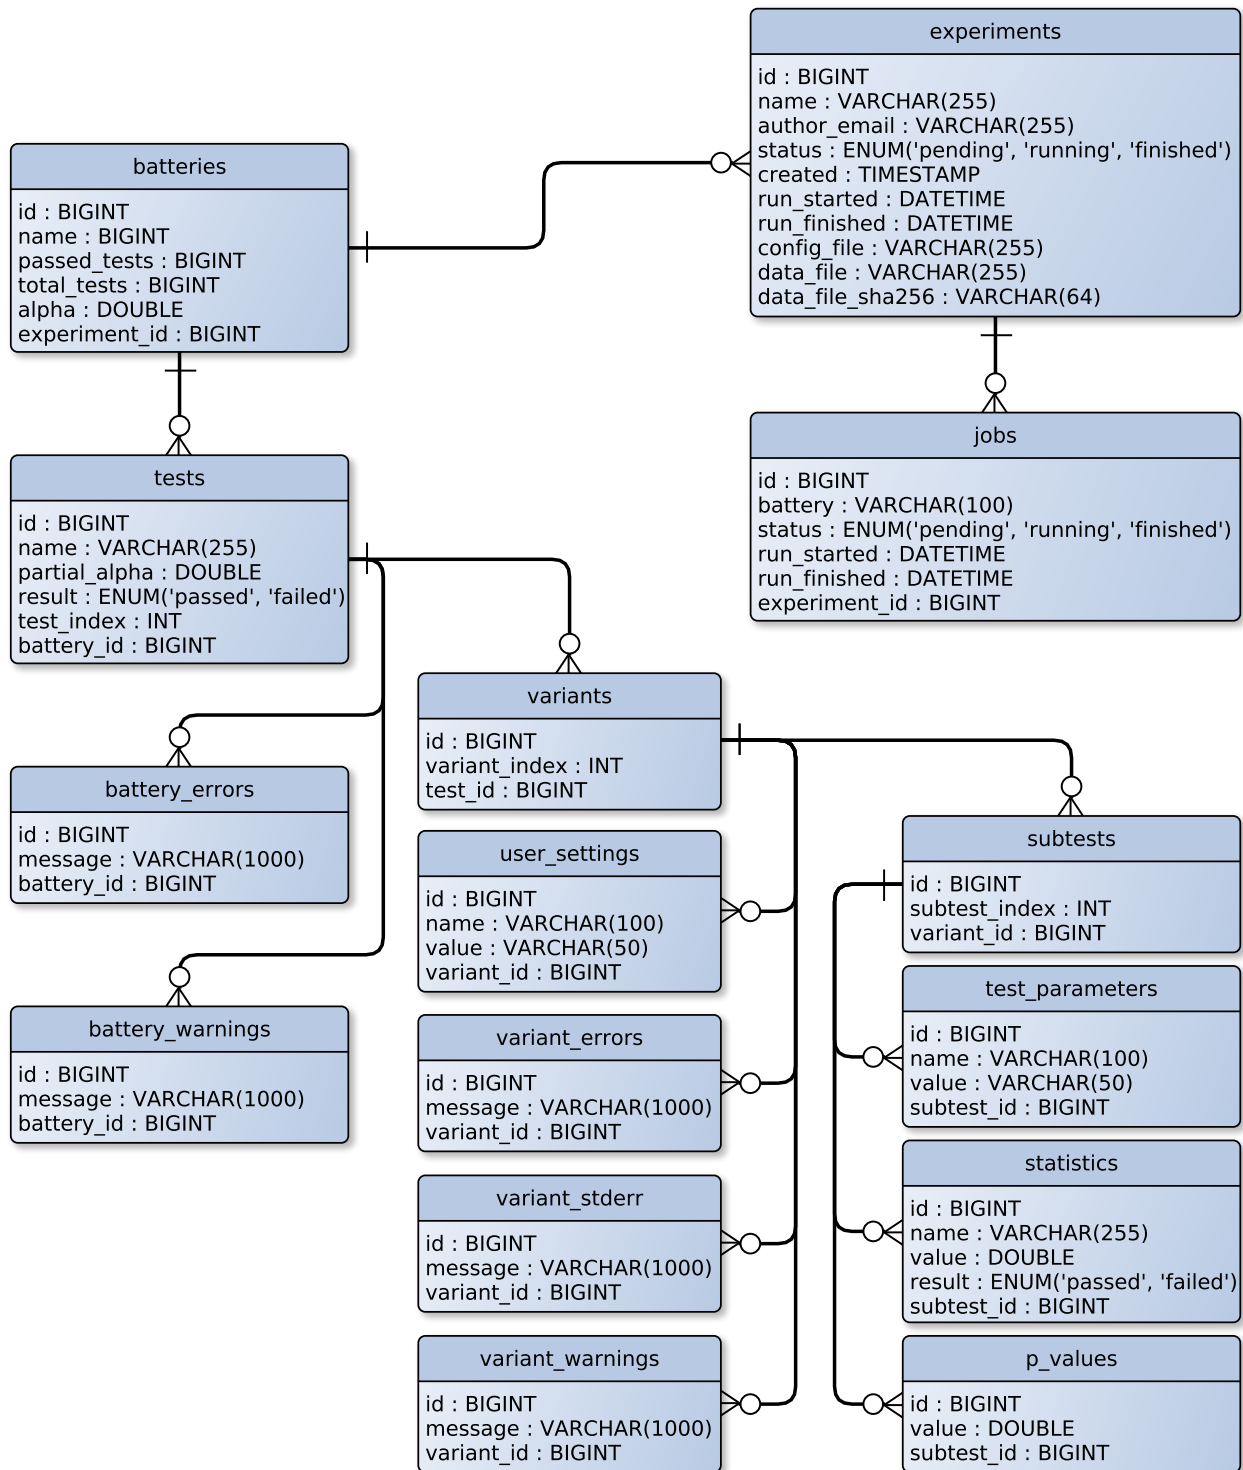 experiments
id : BIGINT
name : VARCHAR(255)
author_email : VARCHAR(255)
status : ENUM('pending', 'running', 'finished')
created : TIMESTAMP
run_started : DATETIME
run_finished : DATETIME
config_file : VARCHAR(255)
data_file : VARCHAR(255)
data_file_sha256 : VARCHAR(64)
batteries
id : BIGINT
name : BIGINT
passed_tests : BIGINT
total_tests : BIGINT
alpha : DOUBLE
experiment_id : BIGINT
jobs
id : BIGINT
battery : VARCHAR(100)
status : ENUM('pending', 'running', 'finished')
run_started : DATETIME
run_finished : DATETIME
experiment_id : BIGINT
tests
id : BIGINT
name : VARCHAR(255)
partial_alpha : DOUBLE
result : ENUM('passed', 'failed')
test_index : INT
battery_id : BIGINT
variants
id : BIGINT
variant_index : INT
test_id : BIGINT
battery_errors
id : BIGINT
message : VARCHAR(1000)
battery_id : BIGINT
battery_warnings
id : BIGINT
message : VARCHAR(1000)
battery_id : BIGINT
user_settings
id : BIGINT
name : VARCHAR(100)
value : VARCHAR(50)
variant_id : BIGINT
variant_errors
id : BIGINT
message : VARCHAR(1000)
variant_id : BIGINT
variant_stderr
id : BIGINT
message : VARCHAR(1000)
variant_id : BIGINT
variant_warnings
id : BIGINT
message : VARCHAR(1000)
variant_id : BIGINT
subtests
id : BIGINT
subtest_index : INT
variant_id : BIGINT
test_parameters
id : BIGINT
name : VARCHAR(100)
value : VARCHAR(50)
subtest_id : BIGINT
statistics
id : BIGINT
name : VARCHAR(255)
value : DOUBLE
result : ENUM('passed', 'failed')
subtest_id : BIGINT
p_values
id : BIGINT
value : DOUBLE
subtest_id : BIGINT